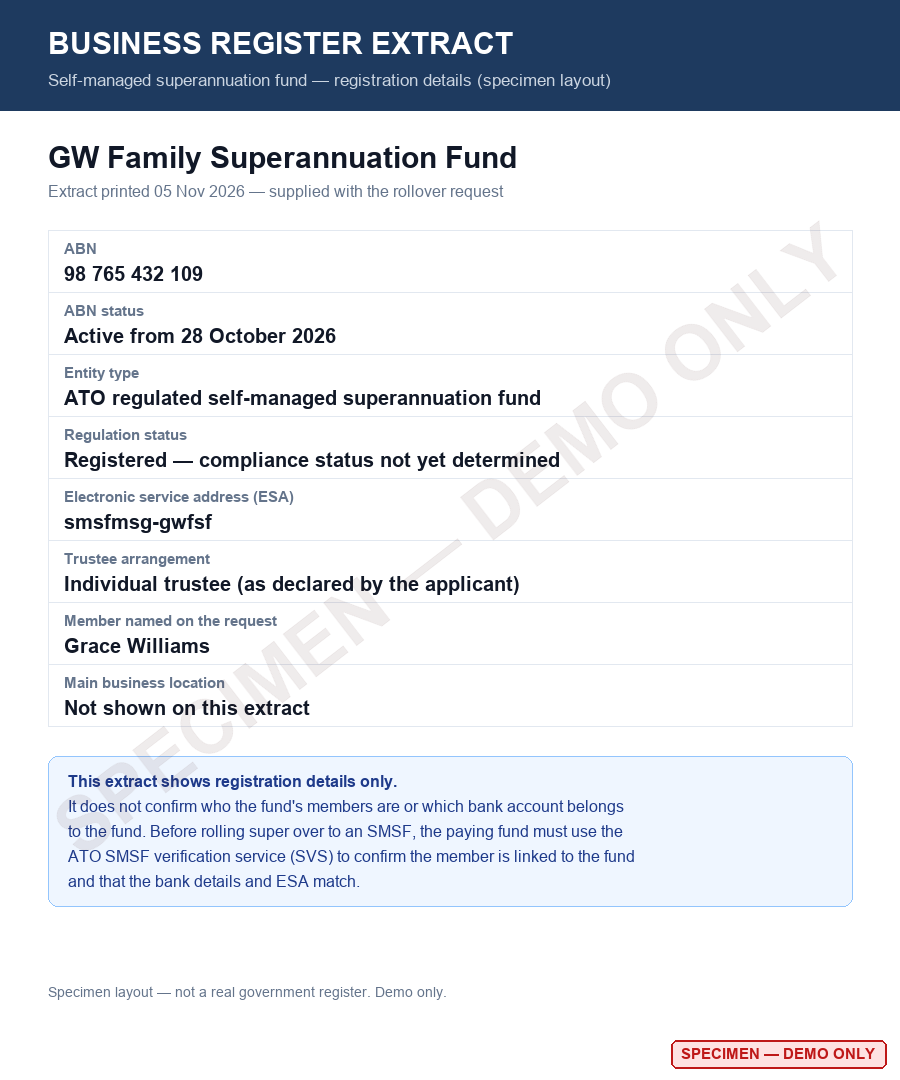 BUSINESS REGISTER EXTRACT
Self-managed superannuation fund — registration details (specimen layout)
GW Family Superannuation Fund
Extract printed 05 Nov 2026 — supplied with the rollover request
ABN
98 765 432 109
ABN status
Active from 28 October 2026
Entity type
ATO regulated self-managed superannuation fund
Regulation status
Registered — compliance status not yet determined
Electronic service address (ESA)
smsfmsg-gwfsf
Trustee arrangement
Individual trustee (as declared by the applicant)
Member named on the request
Grace Williams
Main business location
Not shown on this extract
SPECIMEN — DEMO ONLY
This extract shows registration details only.
It does not confirm who the fund's members are or which bank account belongs
to the fund. Before rolling super over to an SMSF, the paying fund must use the
ATO SMSF verification service (SVS) to confirm the member is linked to the fund
and that the bank details and ESA match.
Specimen layout — not a real government register. Demo only.
SPECIMEN — DEMO ONLY